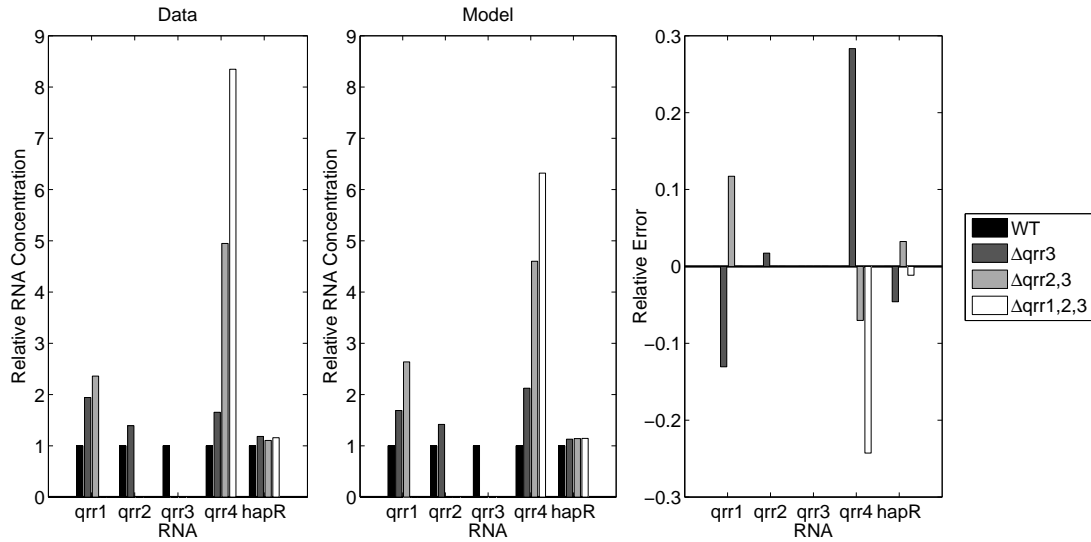 Data
Relative RNA Concentration
9
8
7
6
5
4
3
2
1
0
qrr1 qrr2 qrr3 qrr4 hapR
RNA
Model
Relative RNA Concentration
9
8
7
6
5
4
3
2
1
0
qrr1 qrr2 qrr3 qrr4 hapR
RNA
Relative Error
0.3
0.2
0.1
0
−0.1
−0.2
−0.3
qrr1 qrr2 qrr3 qrr4 hapR
RNA
WT
Δqrr3
Δqrr2,3
Δqrr1,2,3